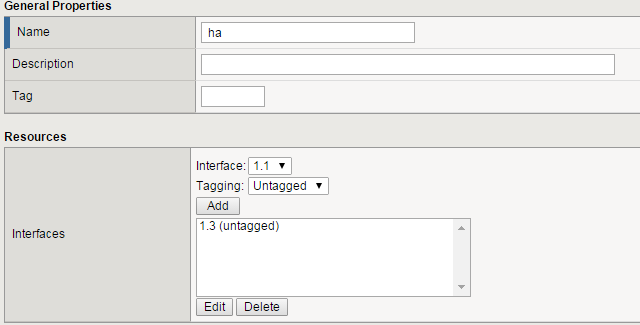 General Properties
Name ha
Description
Tag
Resources
Interface: 1.1
Tagging: Untagged
Add
Interfaces
1.3 (untagged)
Edit Delete